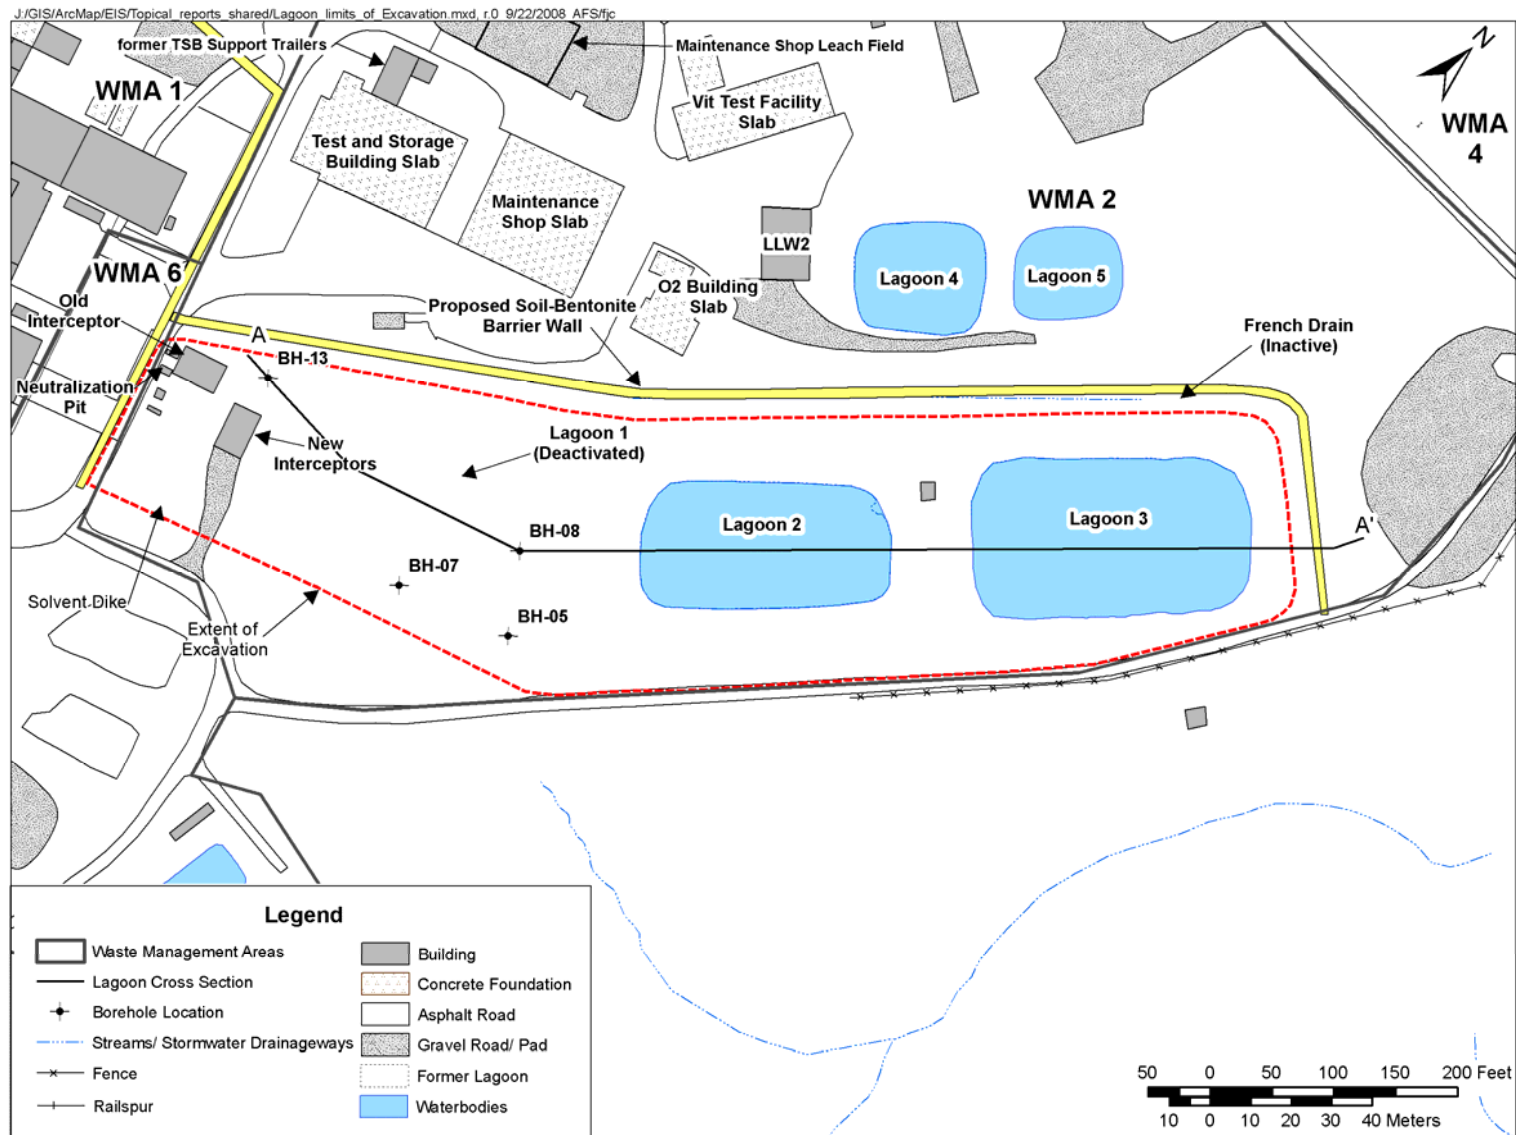 J:/GIS/ArcMap/EIS/Topical_reports_shared/Lagoon_limits_of_Excavation.mxd, r.0 9/22/2008 AFS/fjc
former TSB Support Trailers
Maintenance Shop Leach Field
N
WMA 1
Vit Test Facility
Slab
WMA
4
Test and Storage
Building Slab
Maintenance
Shop Slab
WMA 2
LLW2
WMA 6
Lagoon 4
Lagoon 5
O2 Building
Slab
Old
Interceptor
Proposed Soil-Bentonite
Barrier Wall
French Drain
(Inactive)
A
BH-13
Neutralization
Pit
New
Interceptors
Lagoon 1
(Deactivated)
Lagoon 2
Lagoon 3
A'
BH-08
BH-07
BH-05
Solvent Dike
Extent of
Excavation
Legend
Waste Management Areas
Lagoon Cross Section
Borehole Location
Streams/ Stormwater Drainageways
Fence
Railspur
Building
Concrete Foundation
Asphalt Road
Gravel Road/ Pad
Former Lagoon
Waterbodies
50 0 50 100 150 200 Feet
10 0 10 20 30 40 Meters